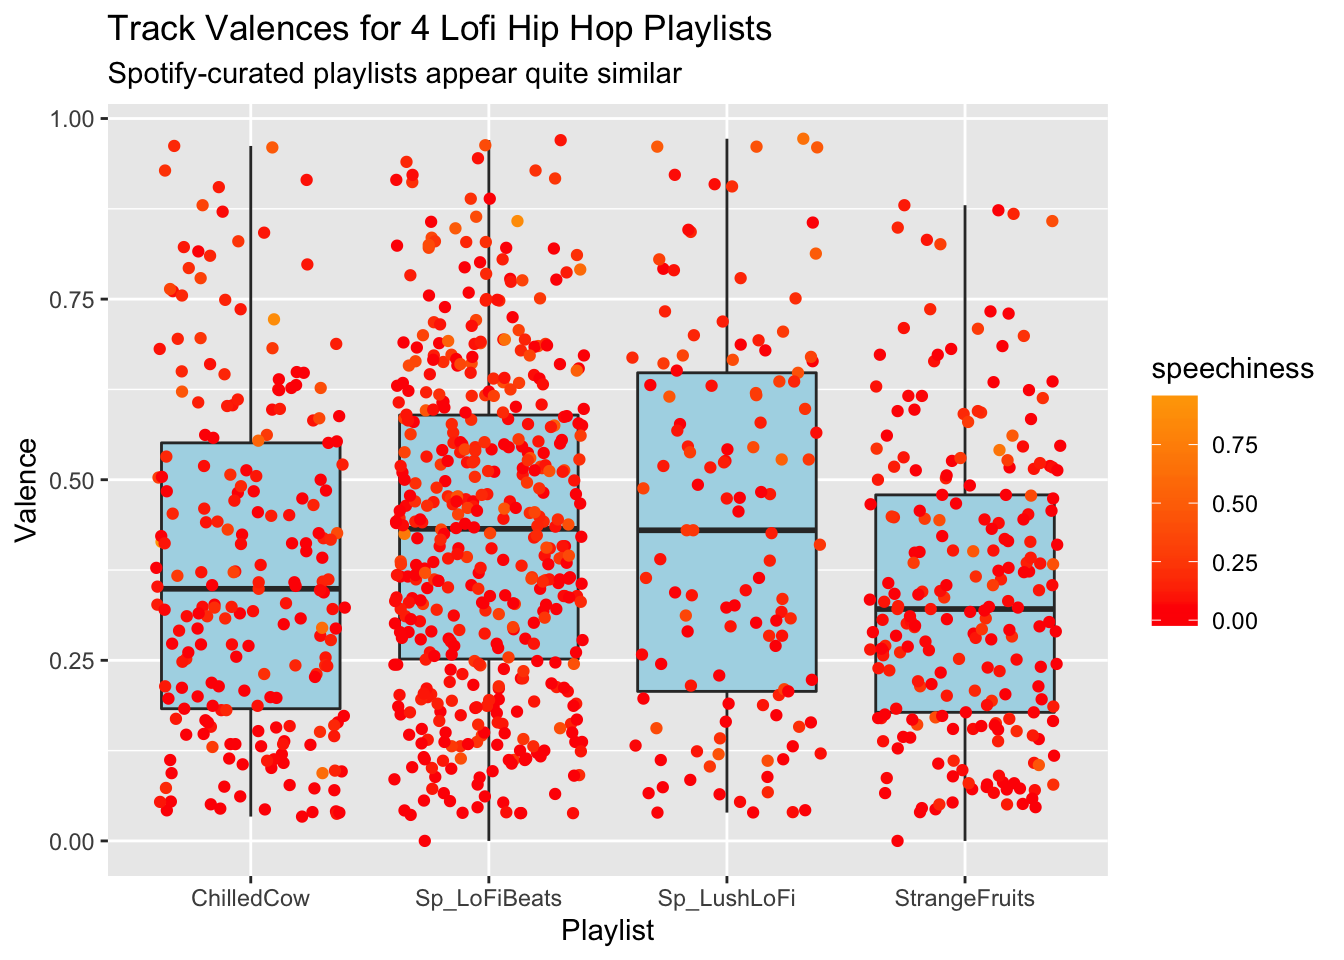 Track Valences for 4 Lofi Hip Hop Playlists
Spotify-curated playlists appear quite similar
1.00
0.75
0.50
0.25
0.00
Valence
ChilledCow
Sp_LoFiBeats
Sp_LushLoFi
StrangeFruits
Playlist
speechiness
0.75
0.50
0.25
0.00